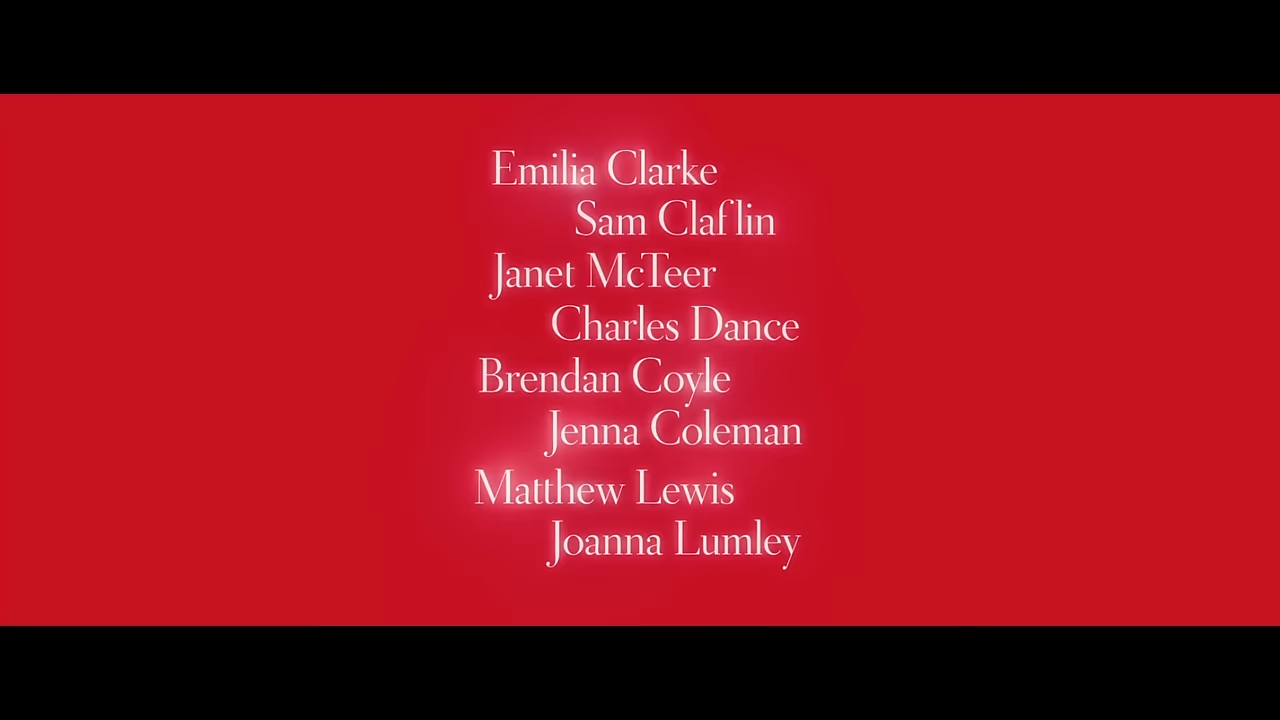 Emilia Clarke
Sam Claflin
Janet McTeer
Charles Dance
Brendan Coyle
Jenna Coleman
Matthew Lewis
Joanna Lumley